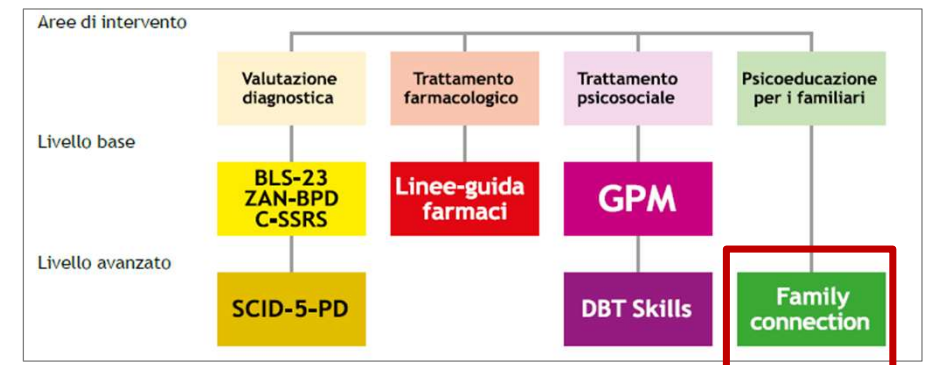 Aree di intervento
Valutazione
diagnostica
Trattamento
farmacologico
Trattamento
psicosociale
Psicoeducazione
per i familiari
Livello base
BLS-23
ZAN-BPD
C-SSRS
Linee-guida
farmaci
GPM
Livello avanzato
SCID-5-PD
DBT Skills
Family
connection